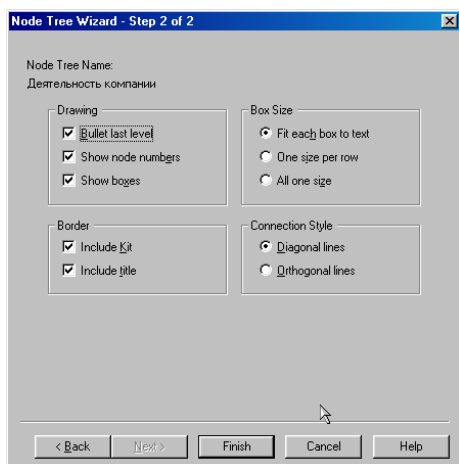 Node Tree Wizard - Step 2 of 2
Node Tree Name:
Деятельность компании
Drawing
Bullet last level
Show node numbers
Show boxes
Box Size
Fit each box to text
One size per row
All one size
Border
Include Kit
Include title
Connection Style
Diagonal lines
Orthogonal lines
< Back
Next >
Finish
Cancel
Help